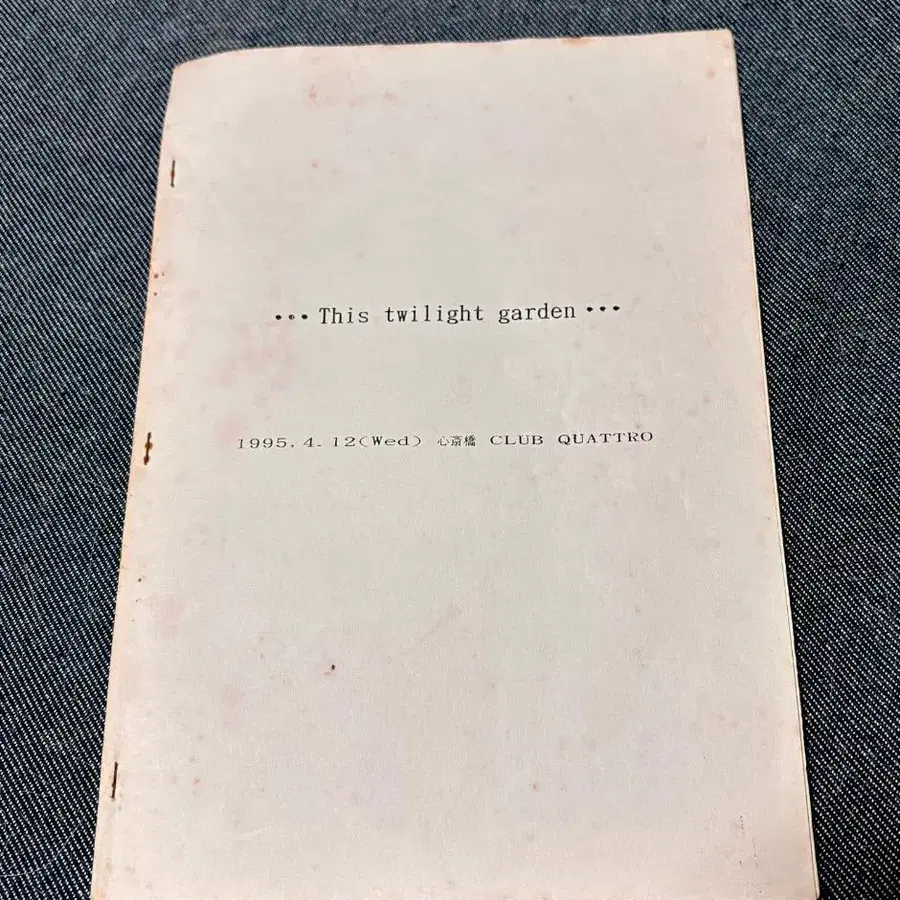 ・・・This twilight garden・・・
1995.4.12(Wed) 心斎橋 CLUB QUATTRO